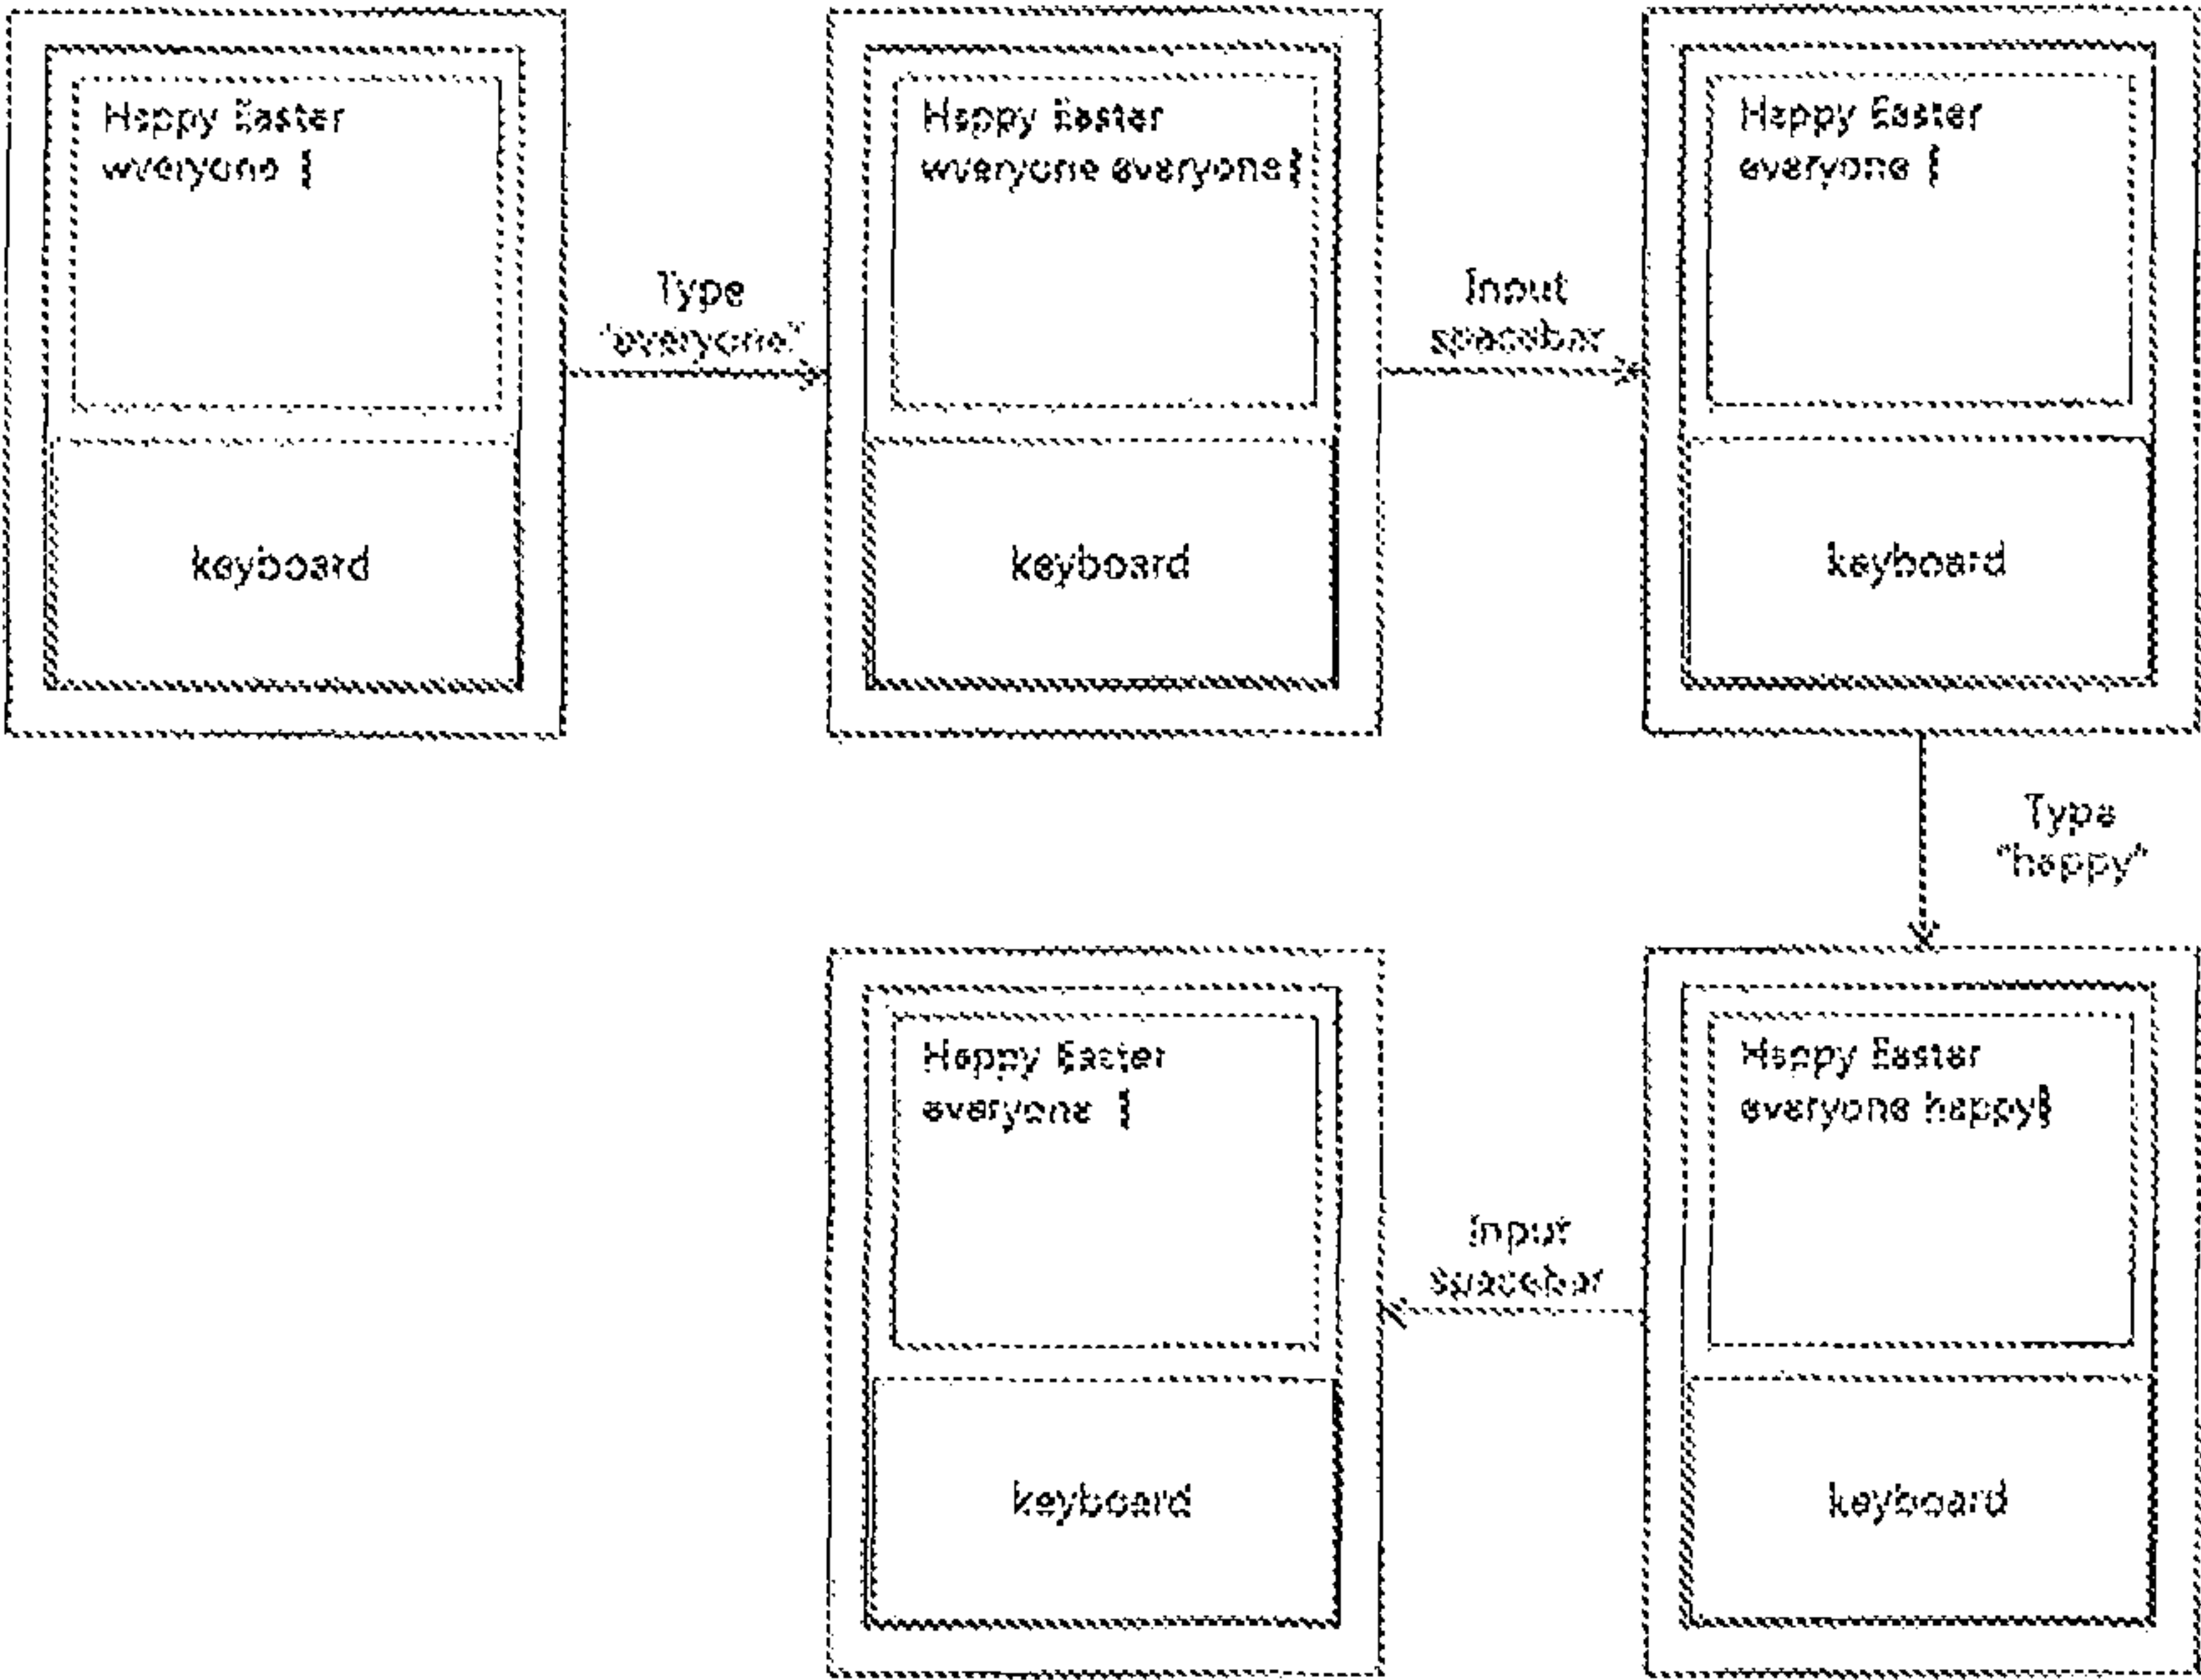 Happy Easter
wveryone |
keyboard
Type
"everyone"
Happy Easter
wveryone everyone|
keyboard
Input
spacebar
Happy Easter
everyone |
keyboard
Type
"happy"
Happy Easter
everyone happy|
keyboard
Input
spacebar
Happy Easter
everyone |
keyboard